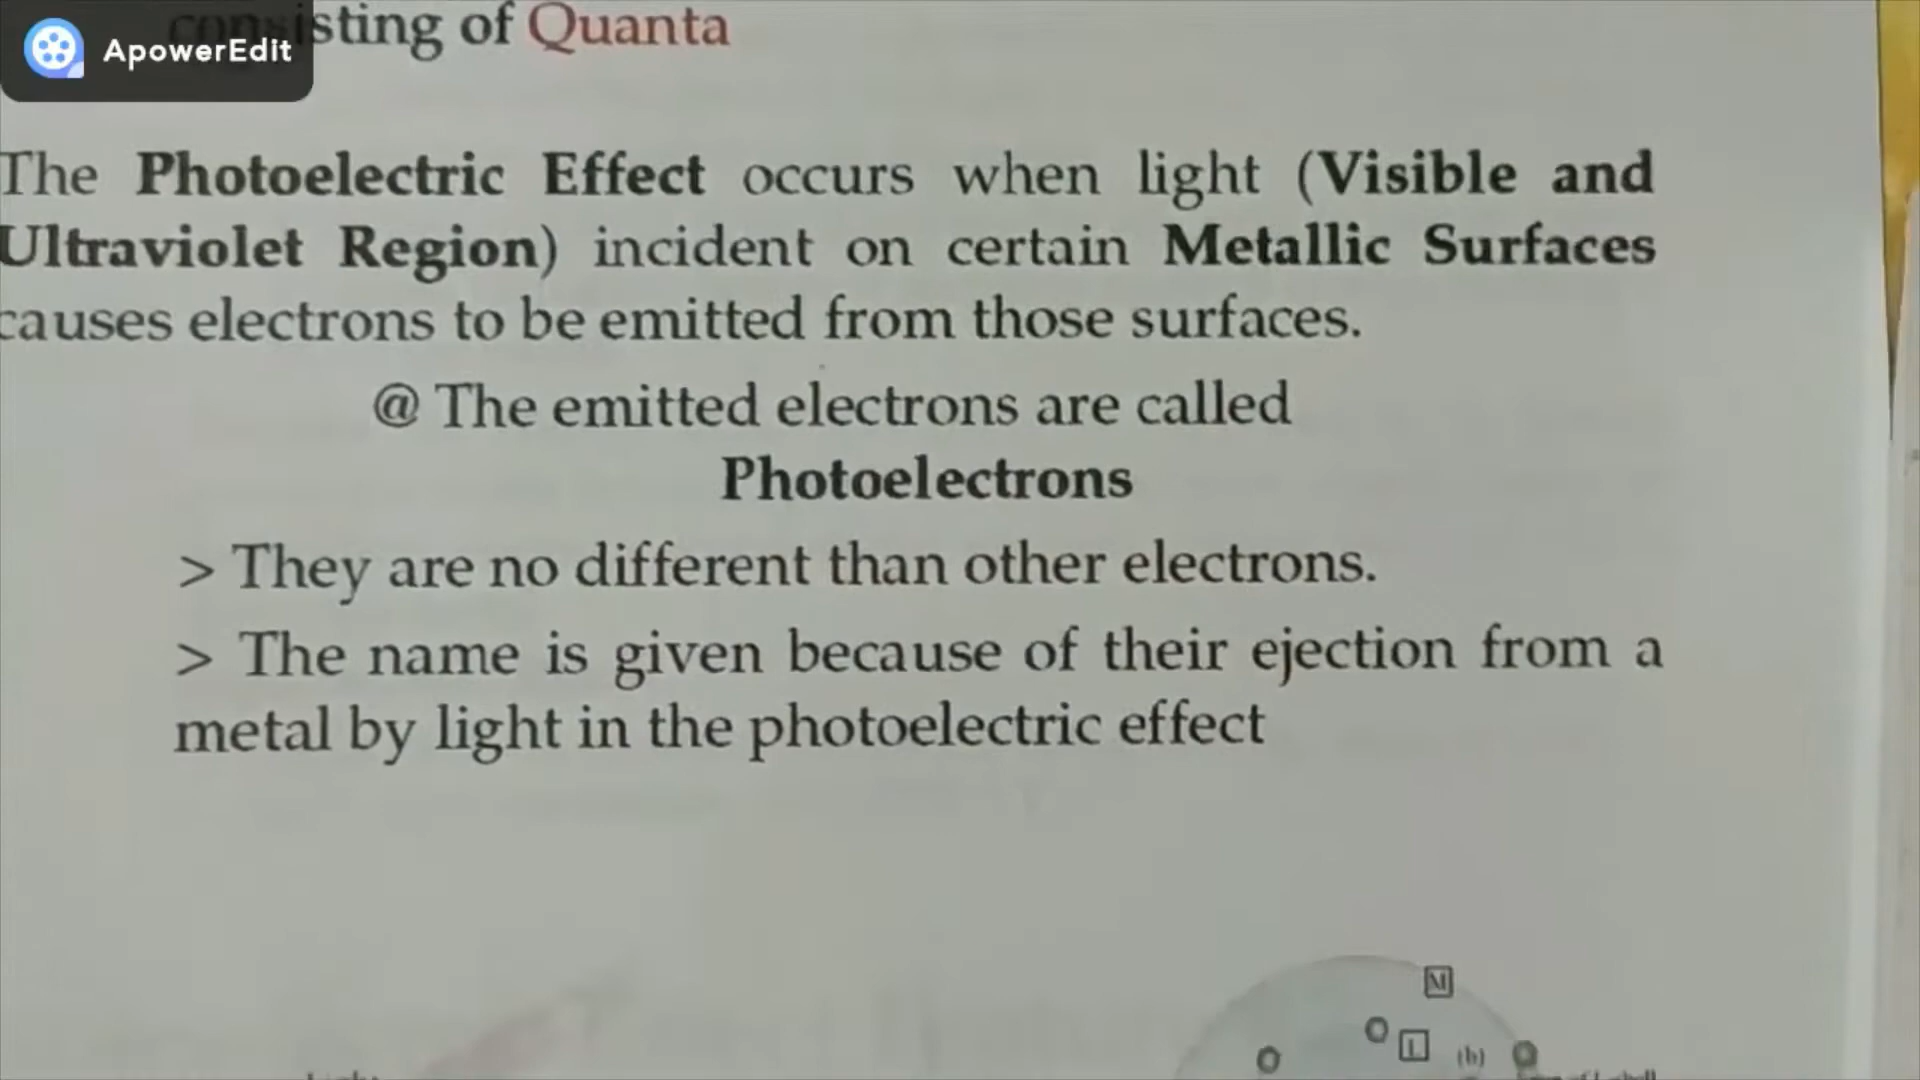 ApowerEdit
consisting of Quanta
The Photoelectric Effect occurs when light (Visible and
Ultraviolet Region) incident on certain Metallic Surfaces
causes electrons to be emitted from those surfaces.
@ The emitted electrons are called
Photoelectrons
> They are no different than other electrons.
> The name is given because of their ejection from a
metal by light in the photoelectric effect
M
L
(b)